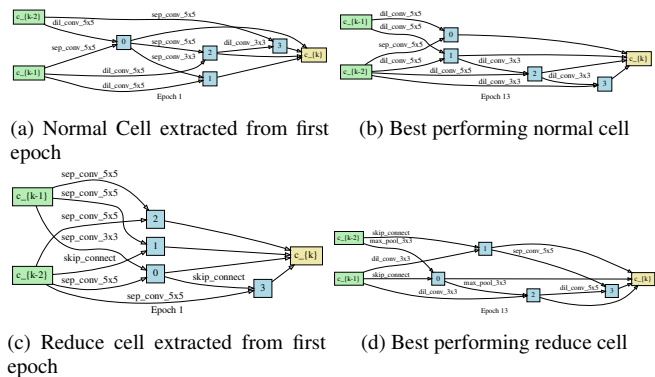 c_{k-2}
sep_conv_5x5
dil_conv_5x5
sep_conv_5x5
0
sep_conv_5x5
dil_conv_3x3
3
sep_conv_5x5
sep_conv_3x3
2
c_{k}
c_{k-1}
dil_conv_5x5
dil_conv_5x5
1
Epoch 1
(a) Normal Cell extracted from first
epoch
c_{k-1}
dil_conv_5x5
dil_conv_5x5
0
sep_conv_5x5
c_{k}
1
dil_conv_3x3
dil_conv_5x5
c_{k-2}
dil_conv_5x5
2
dil_conv_3x3
dil_conv_3x3
3
Epoch 13
(b) Best performing normal cell
sep_conv_5x5
c_{k-1}
sep_conv_5x5
2
sep_conv_5x5
sep_conv_3x3
1
c_{k}
skip_connect
c_{k-2}
sep_conv_5x5
0
skip_connect
3
sep_conv_5x5
Epoch 1
(c) Reduce cell extracted from first
epoch
c_{k-2}
skip_connect
max_pool_3x3
1
sep_conv_5x5
dil_conv_3x3
c_{k-1}
skip_connect
0
max_pool_3x3
c_{k}
dil_conv_3x3
2
dil_conv_5x5
3
Epoch 13
(d) Best performing reduce cell